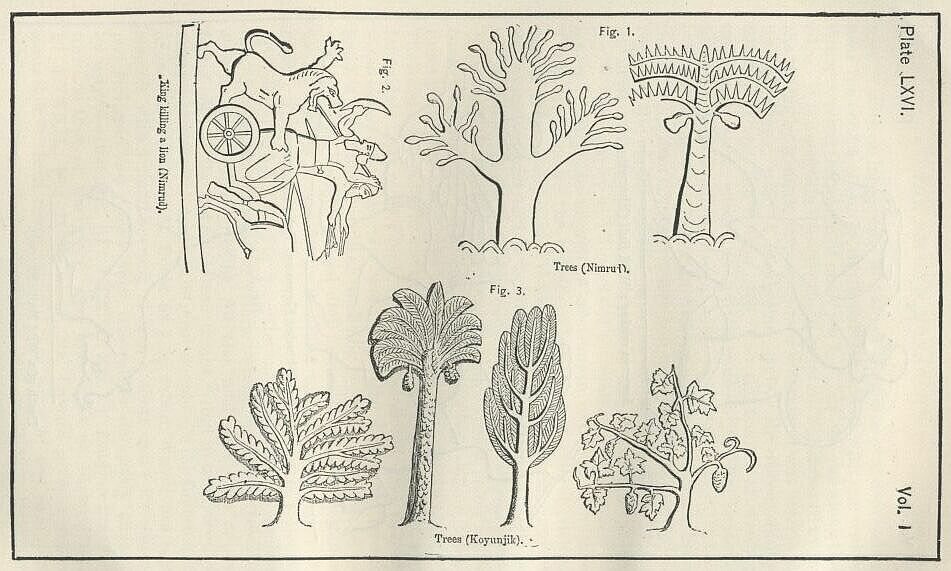 Plate LXVI.
Fig. 1.
Fig. 2.
King killing a lion (Nimrud).
Trees (Nimrud).
Fig. 3.
Trees (Koyunjik).
Vol. I